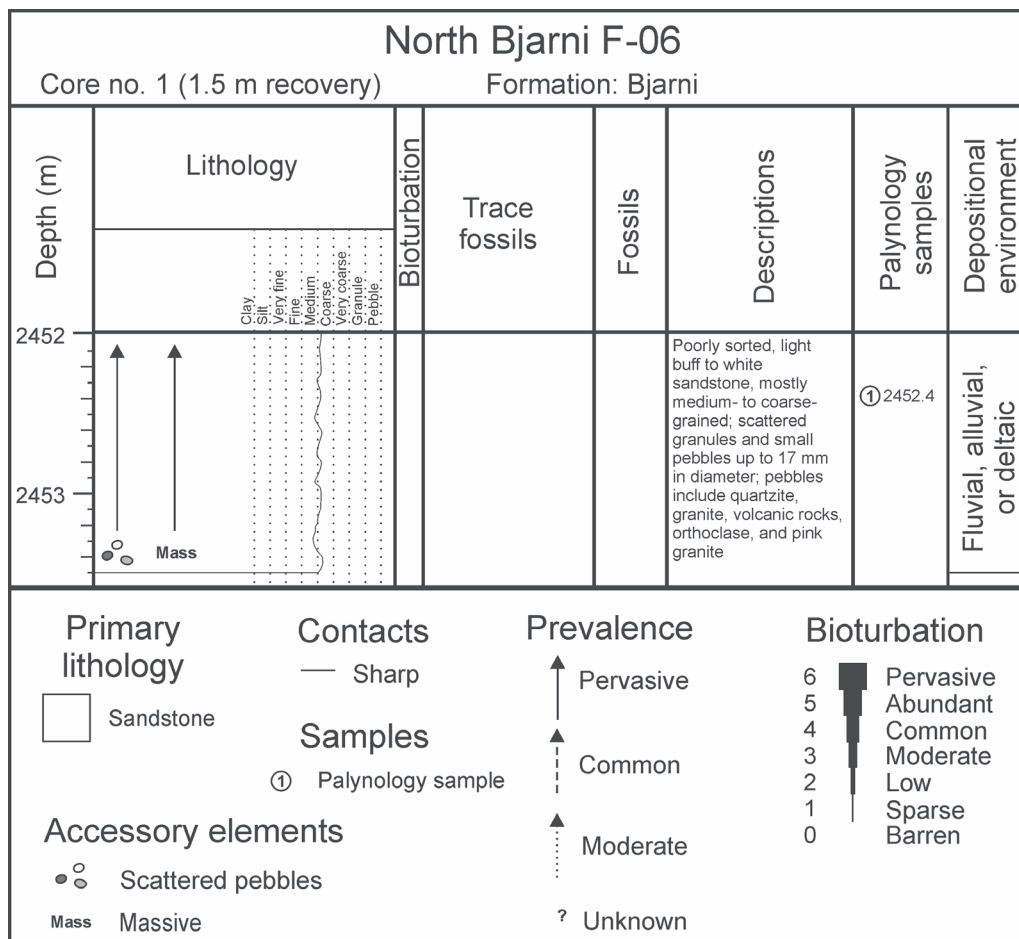 North Bjarni F-06
Core no. 1 (1.5 m recovery) Formation: Bjarni
Depth (m)
Lithology
Clay
Silt
Very fine
Fine
Medium
Coarse
Very coarse
Granule
Pebble
Bioturbation
Trace
fossils
Fossils
Descriptions
Palynology
samples
Depositional
environment
2452
2453
Mass
Poorly sorted, light
buff to white
sandstone, mostly
medium- to coarse-
grained; scattered
granules and small
pebbles up to 17 mm
in diameter; pebbles
include quartzite,
granite, volcanic rocks,
orthoclase, and pink
granite
1 2452.4
Fluvial, alluvial,
or deltaic
Primary
lithology
Sandstone
Accessory elements
Scattered pebbles
Mass Massive
Contacts
Sharp
Samples
1 Palynology sample
Prevalence
Pervasive
Common
Moderate
? Unknown
Bioturbation
6 Pervasive
5 Abundant
4 Common
3 Moderate
2 Low
1 Sparse
0 Barren